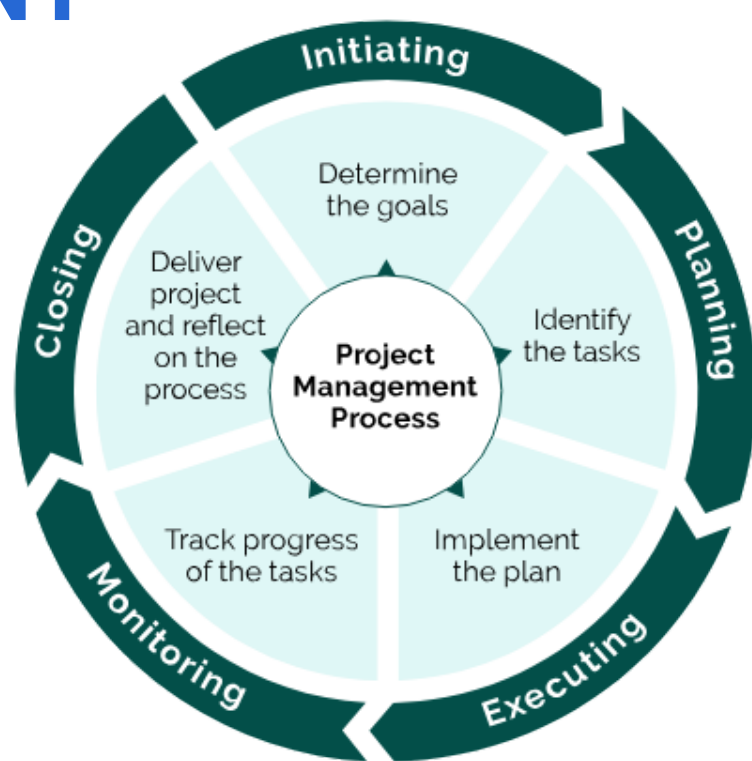 Initiating
Determine
the goals
Planning
Identify
the tasks
Executing
Implement
the plan
Monitoring
Track progress
of the tasks
Closing
Deliver
project
and reflect
on the
process
Project
Management
Process